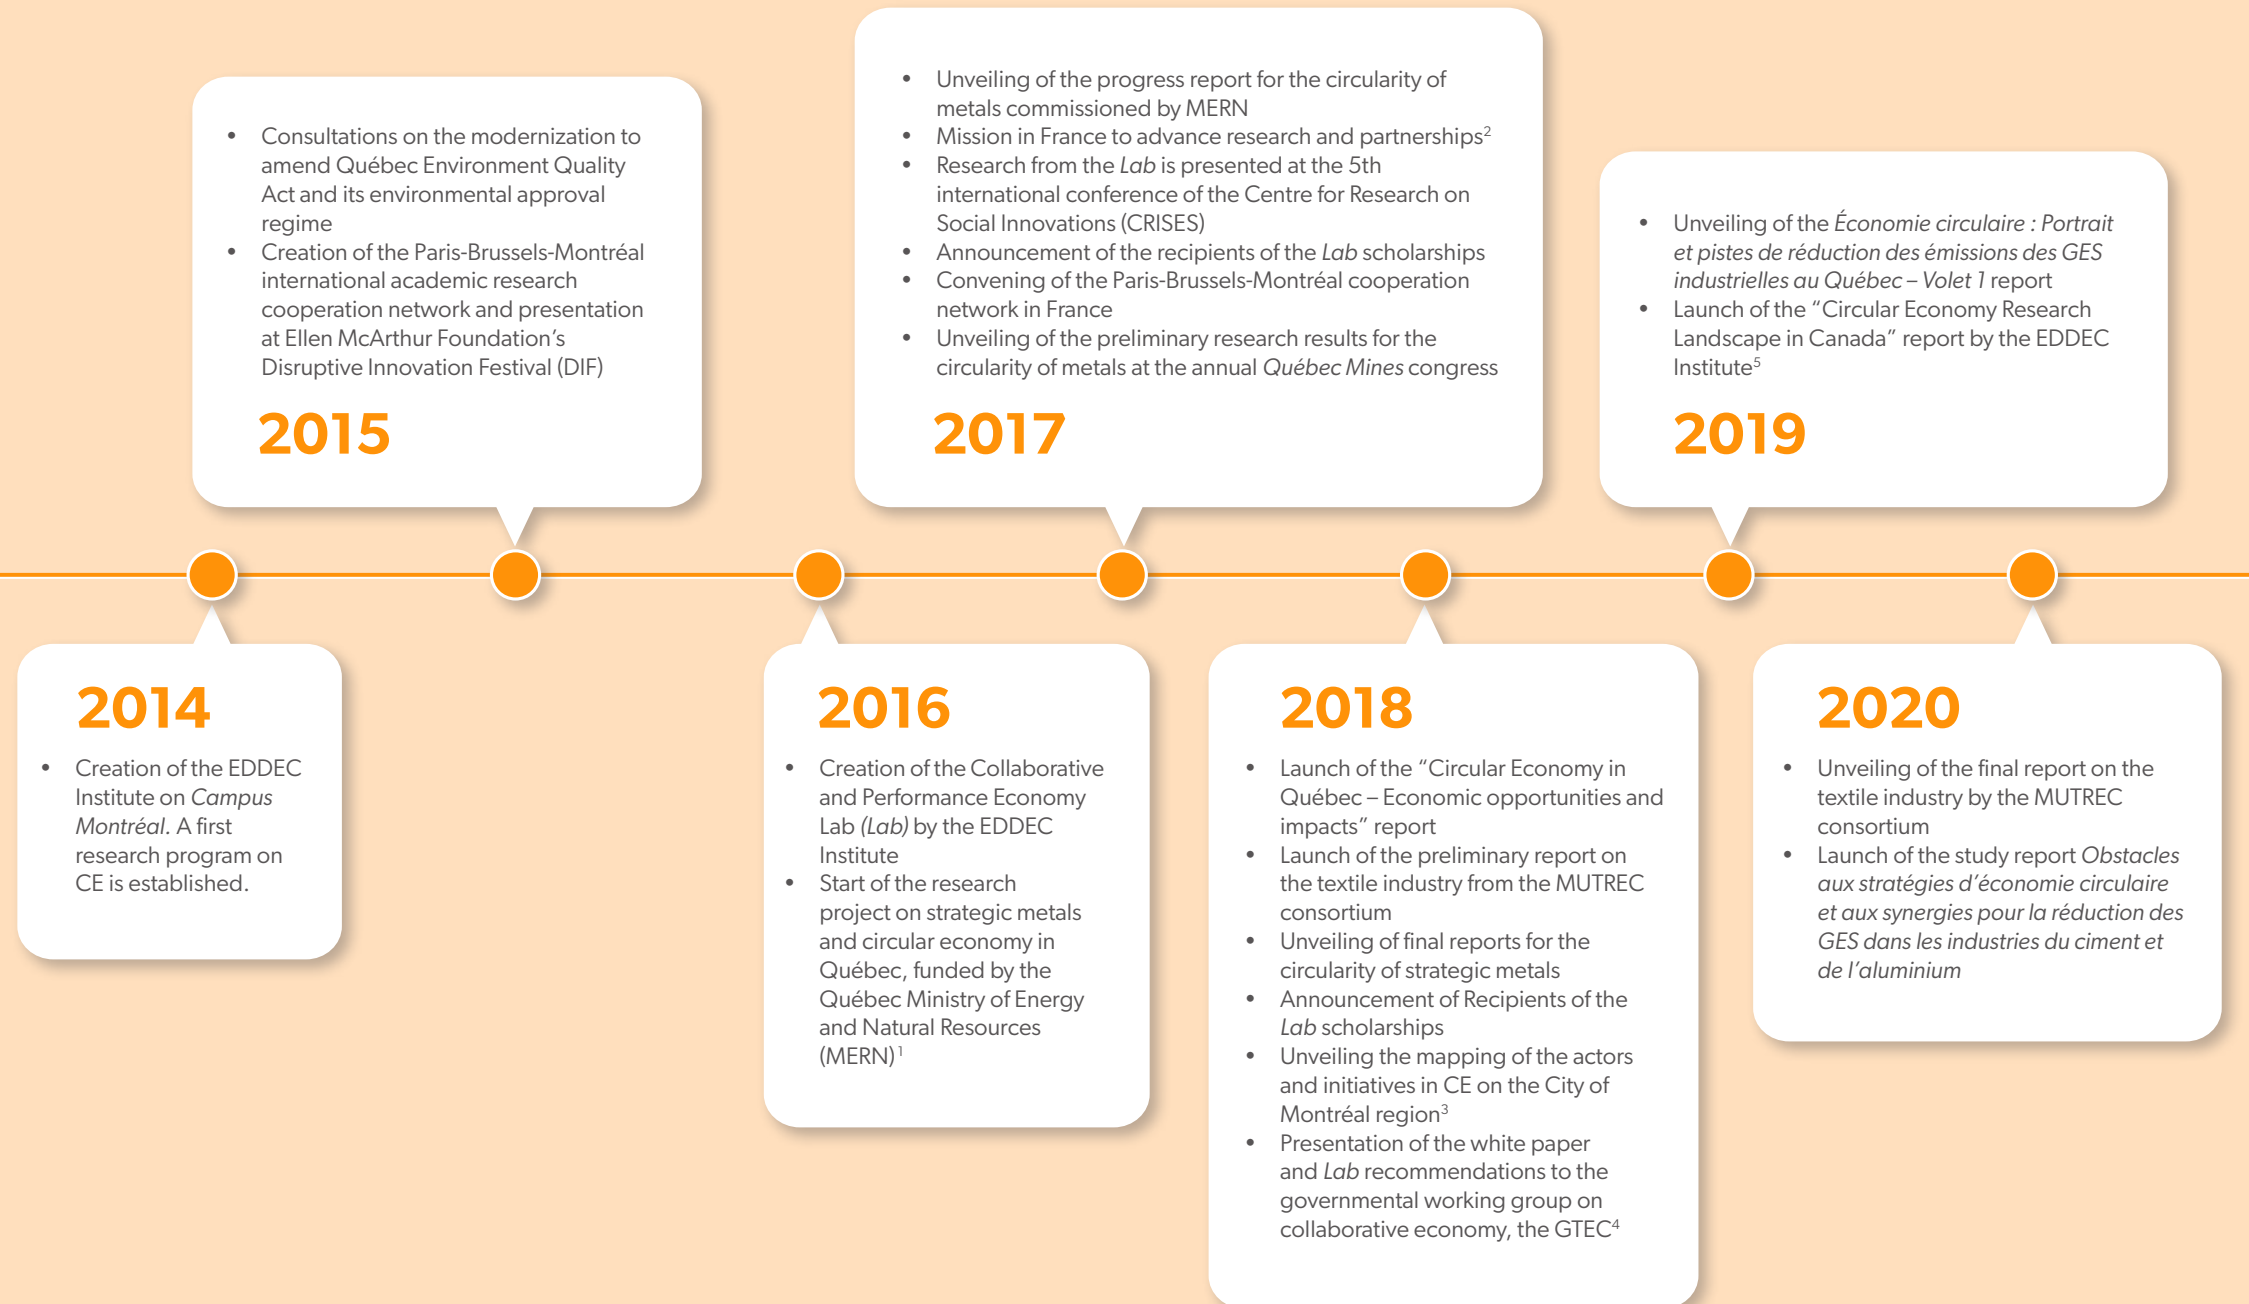 • Consultations on the modernization to
amend Québec Environment Quality
Act and its environmental approval
regime
• Creation of the Paris-Brussels-Montréal
international academic research
cooperation network and presentation
at Ellen McArthur Foundation’s
Disruptive Innovation Festival (DIF)
2015
• Unveiling of the progress report for the circularity of
metals commissioned by MERN
• Mission in France to advance research and partnerships²
• Research from the Lab is presented at the 5th
international conference of the Centre for Research on
Social Innovations (CRISES)
• Announcement of the recipients of the Lab scholarships
• Convening of the Paris-Brussels-Montréal cooperation
network in France
• Unveiling of the preliminary research results for the
circularity of metals at the annual Québec Mines congress
2017
• Unveiling of the Économie circulaire : Portrait
et pistes de réduction des émissions des GES
industrielles au Québec – Volet 1 report
• Launch of the “Circular Economy Research
Landscape in Canada” report by the EDDEC
Institute⁵
2019
2014
• Creation of the EDDEC
Institute on Campus
Montréal. A first
research program on
CE is established.
2016
• Creation of the Collaborative
and Performance Economy
Lab (Lab) by the EDDEC
Institute
• Start of the research
project on strategic metals
and circular economy in
Québec, funded by the
Québec Ministry of Energy
and Natural Resources
(MERN)¹
2018
• Launch of the “Circular Economy in
Québec – Economic opportunities and
impacts” report
• Launch of the preliminary report on
the textile industry from the MUTREC
consortium
• Unveiling of final reports for the
circularity of strategic metals
• Announcement of Recipients of the
Lab scholarships
• Unveiling the mapping of the actors
and initiatives in CE on the City of
Montréal region³
• Presentation of the white paper
and Lab recommendations to the
governmental working group on
collaborative economy, the GTEC⁴
2020
• Unveiling of the final report on the
textile industry by the MUTREC
consortium
• Launch of the study report Obstacles
aux stratégies d’économie circulaire
et aux synergies pour la réduction des
GES dans les industries du ciment et
de l’aluminium